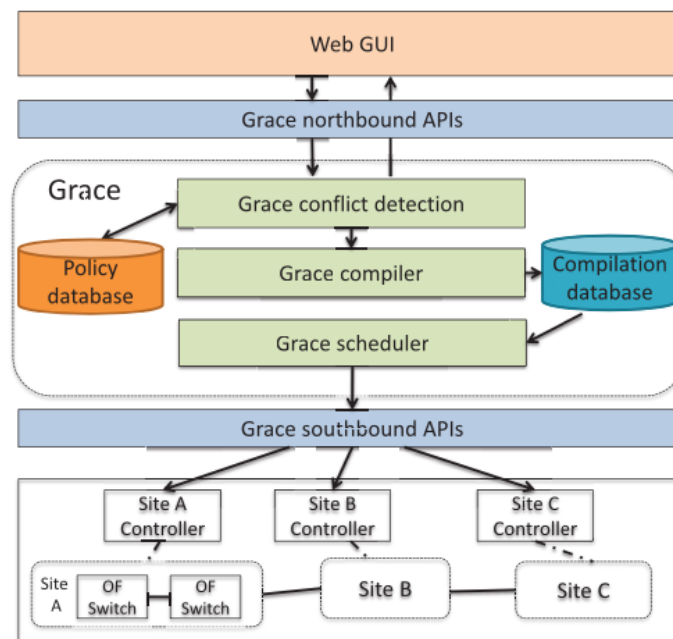 Web GUI
Grace northbound APIs
Grace
Grace conflict detection
Policy
database
Grace compiler
Compilation
database
Grace scheduler
Grace southbound APIs
Site A
Controller
Site B
Controller
Site C
Controller
Site
A
OF
Switch
OF
Switch
Site B
Site C